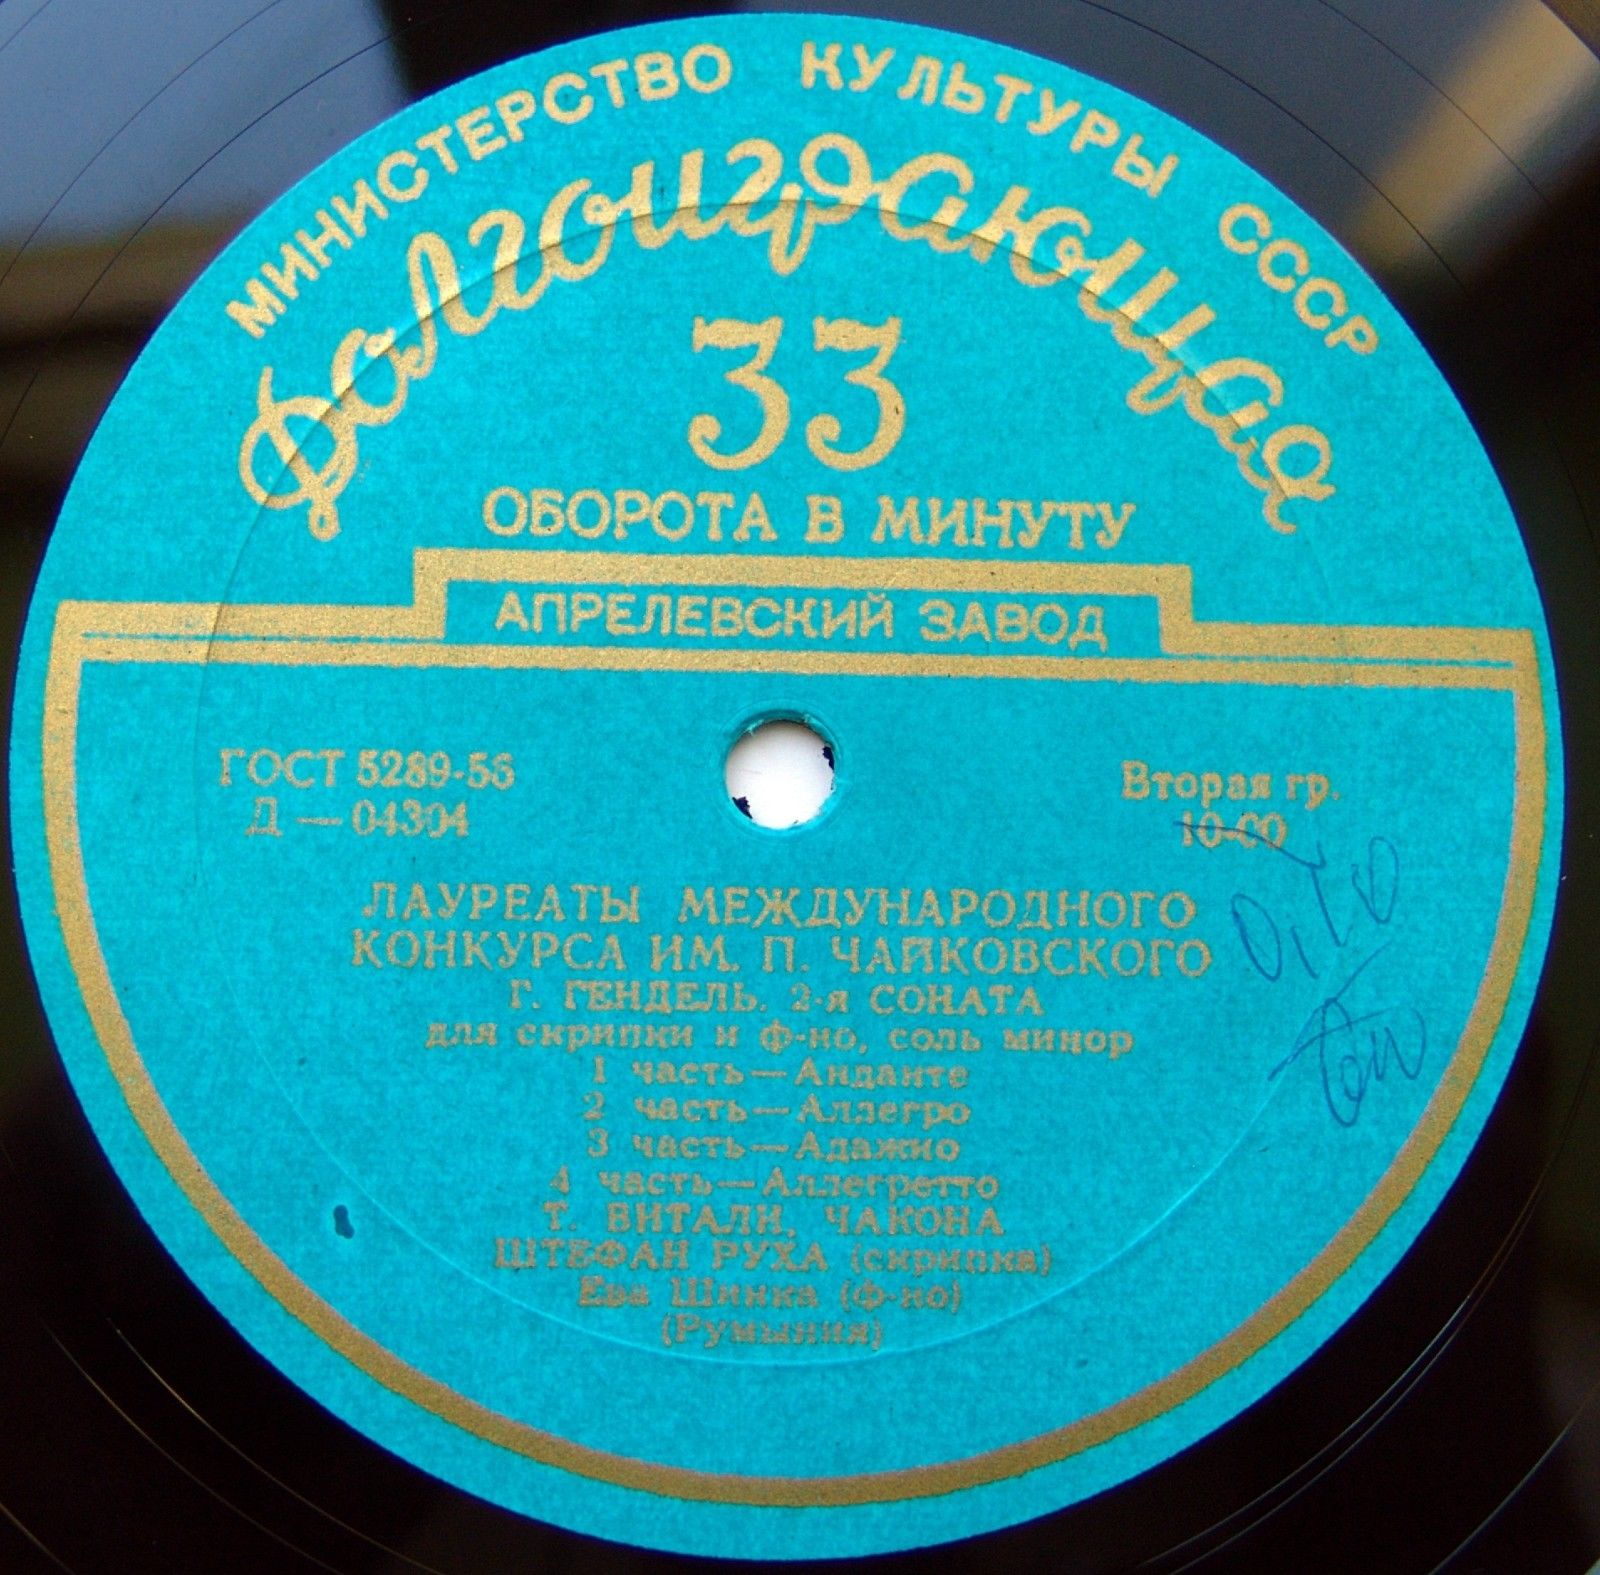 МИНИСТЕРСТВО КУЛЬТУРЫ СССР
Долгоиграющая
33
ОБОРОТА В МИНУТУ
АПРЕЛЕВСКИЙ ЗАВОД
ГОСТ 5289-56
Д — 04304
Вторая гр.
10-00
ЛАУРЕАТЫ МЕЖДУНАРОДНОГО
КОНКУРСА ИМ. П. ЧАЙКОВСКОГО
Г. ГЕНДЕЛЬ. 2-я СОНАТА
для скрипки и ф-но, соль минор
1 часть — Анданте
2 часть — Аллегро
3 часть — Адажио
4 часть — Аллегретто
Т. ВИТАЛИ, ЧАКОНА
ШТЕФАН РУХА (скрипка)
Ева Шинка (ф-но)
(Румыния)